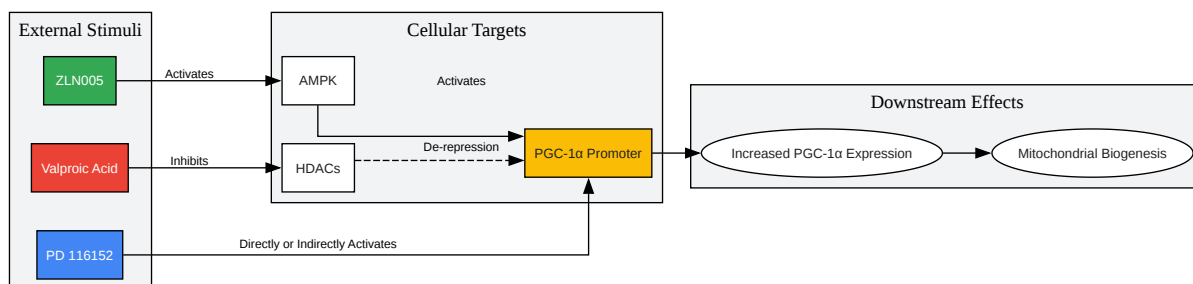 External Stimuli
Cellular Targets
ZLN005
Activates
AMPK
Activates
Downstream Effects
De-repression
PGC-1α Promoter
Increased PGC-1α Expression
Mitochondrial Biogenesis
Valproic Acid
Inhibits
HDACs
Directly or Indirectly Activates
PD 116152